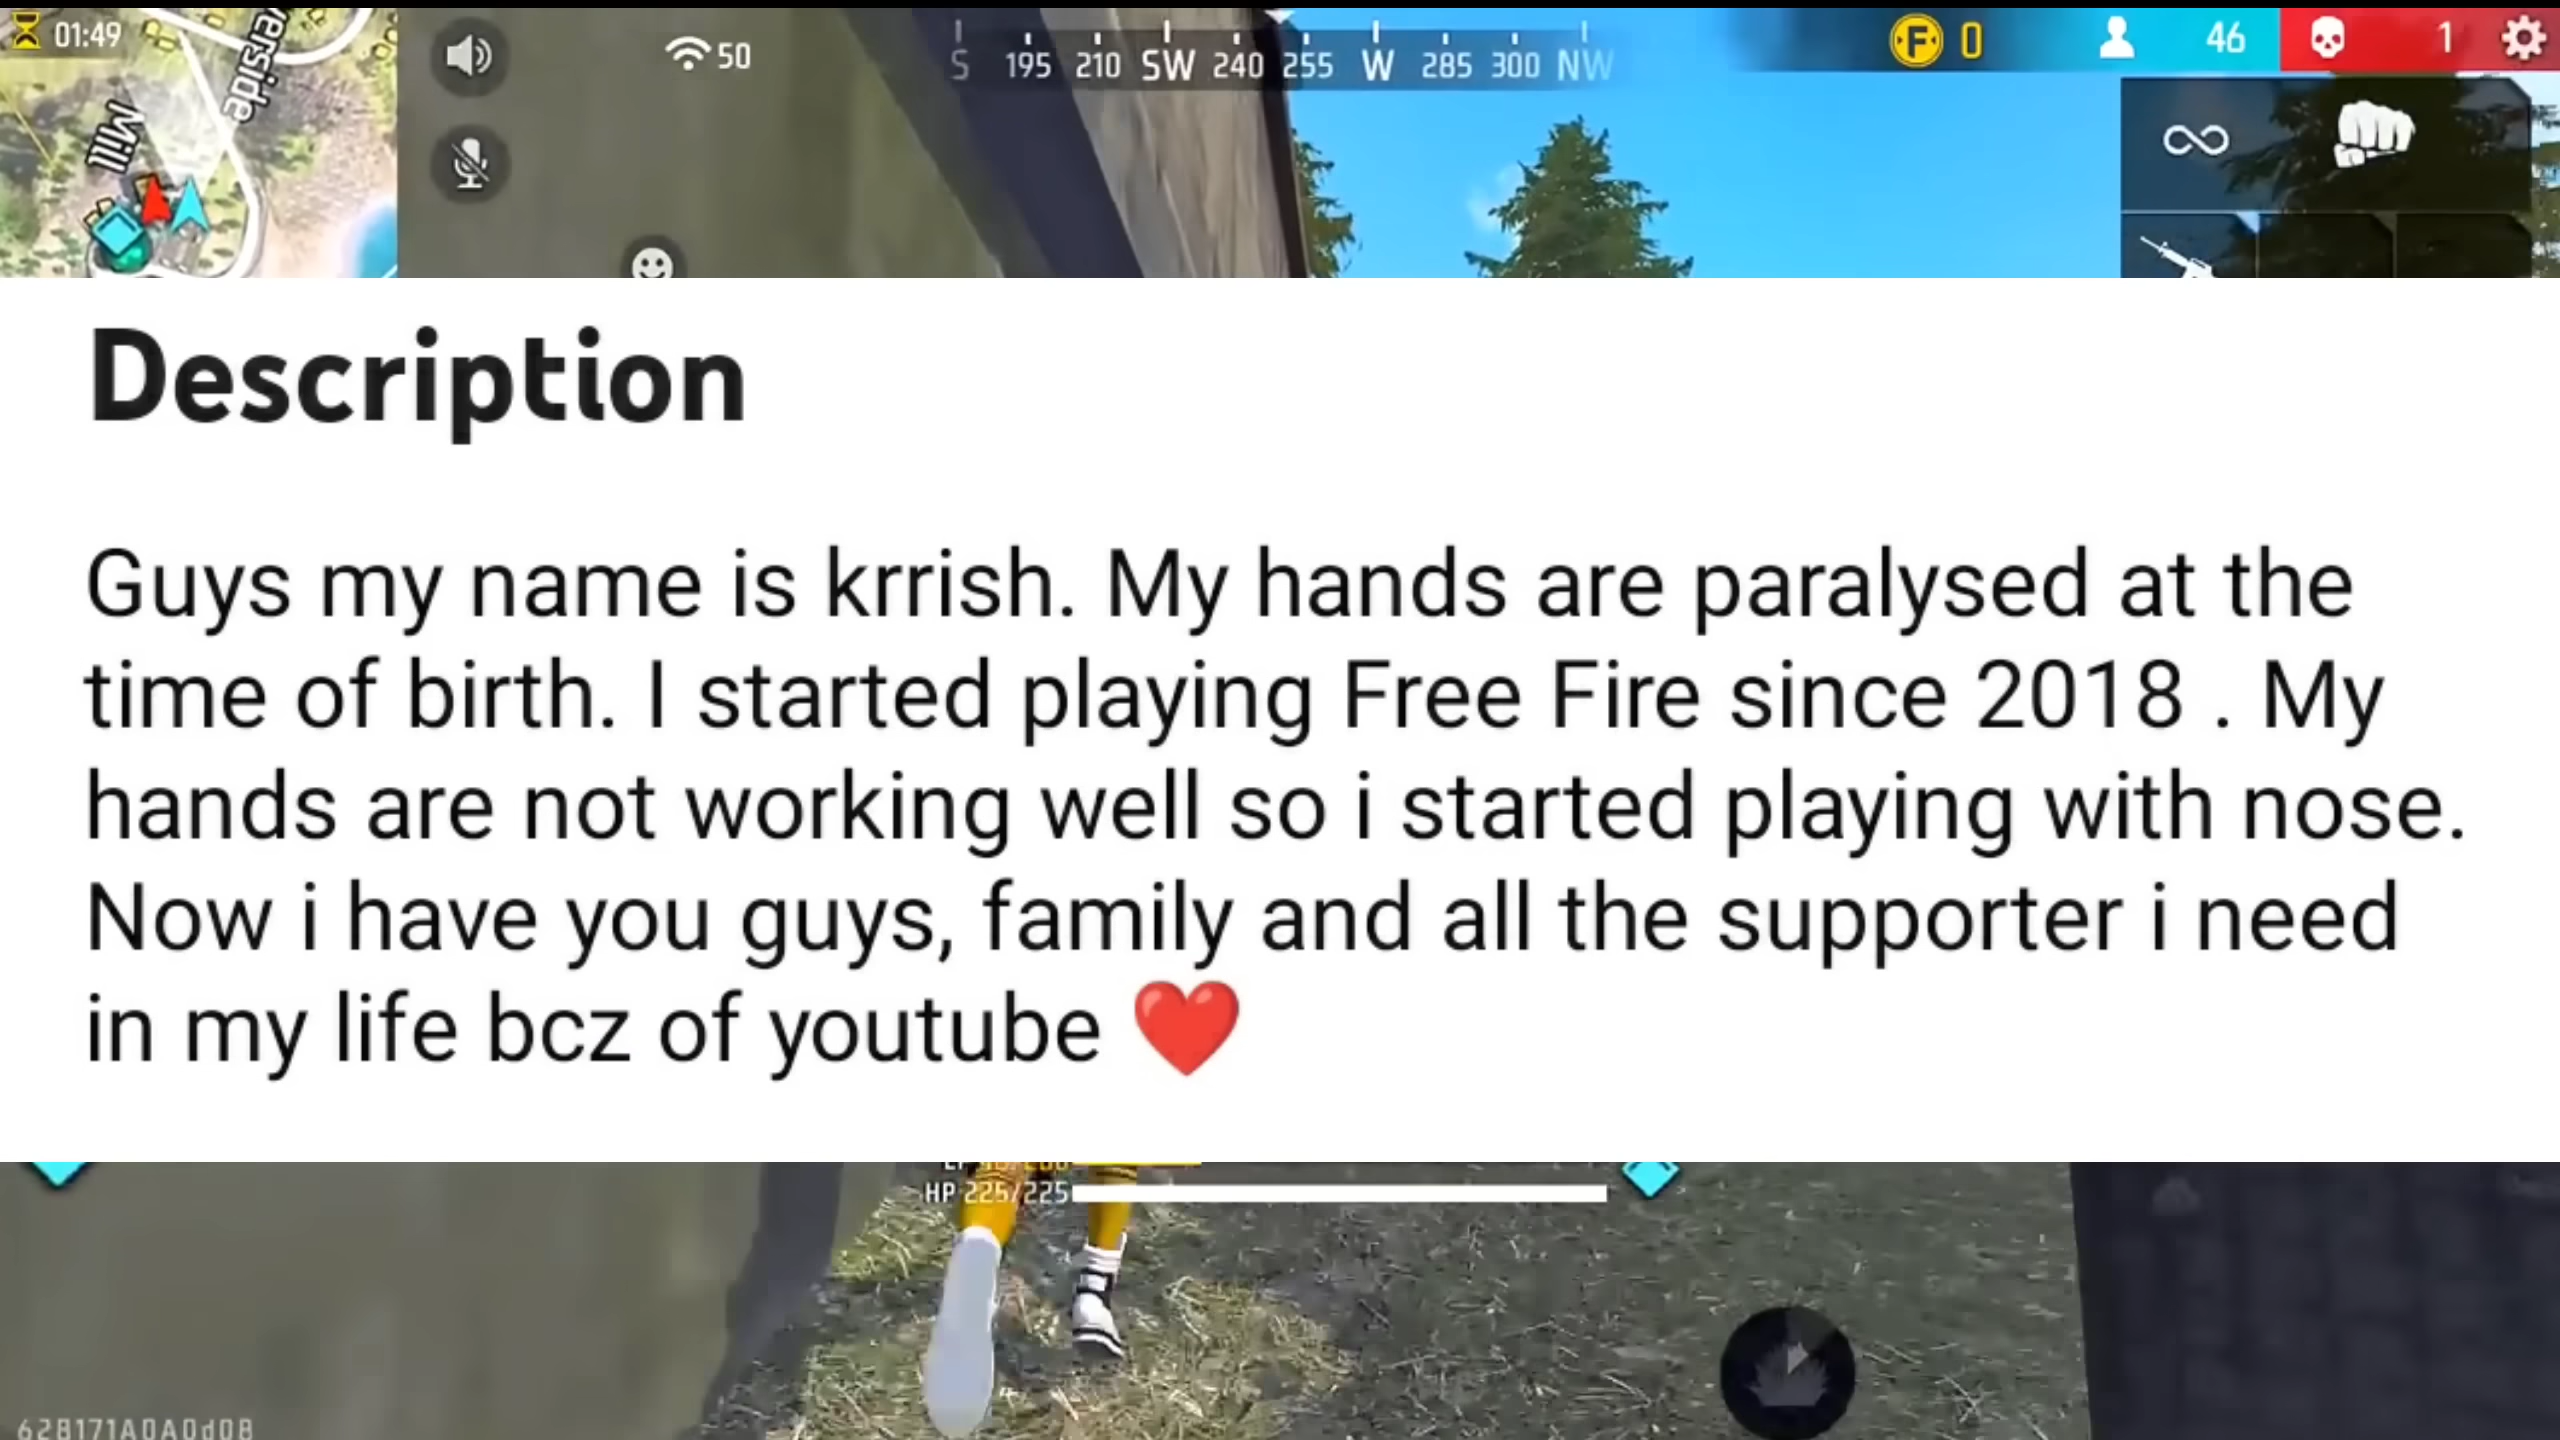 01:49
erside
Mill
50
S 195 210 SW 240 255 W 285 300 NW
F 0
46
1
Description
Guys my name is krrish. My hands are paralysed at the
time of birth. I started playing Free Fire since 2018 . My
hands are not working well so i started playing with nose.
Now i have you guys, family and all the supporter i need
in my life bcz of youtube ❤️
HP 225/225
628171A0A0d08